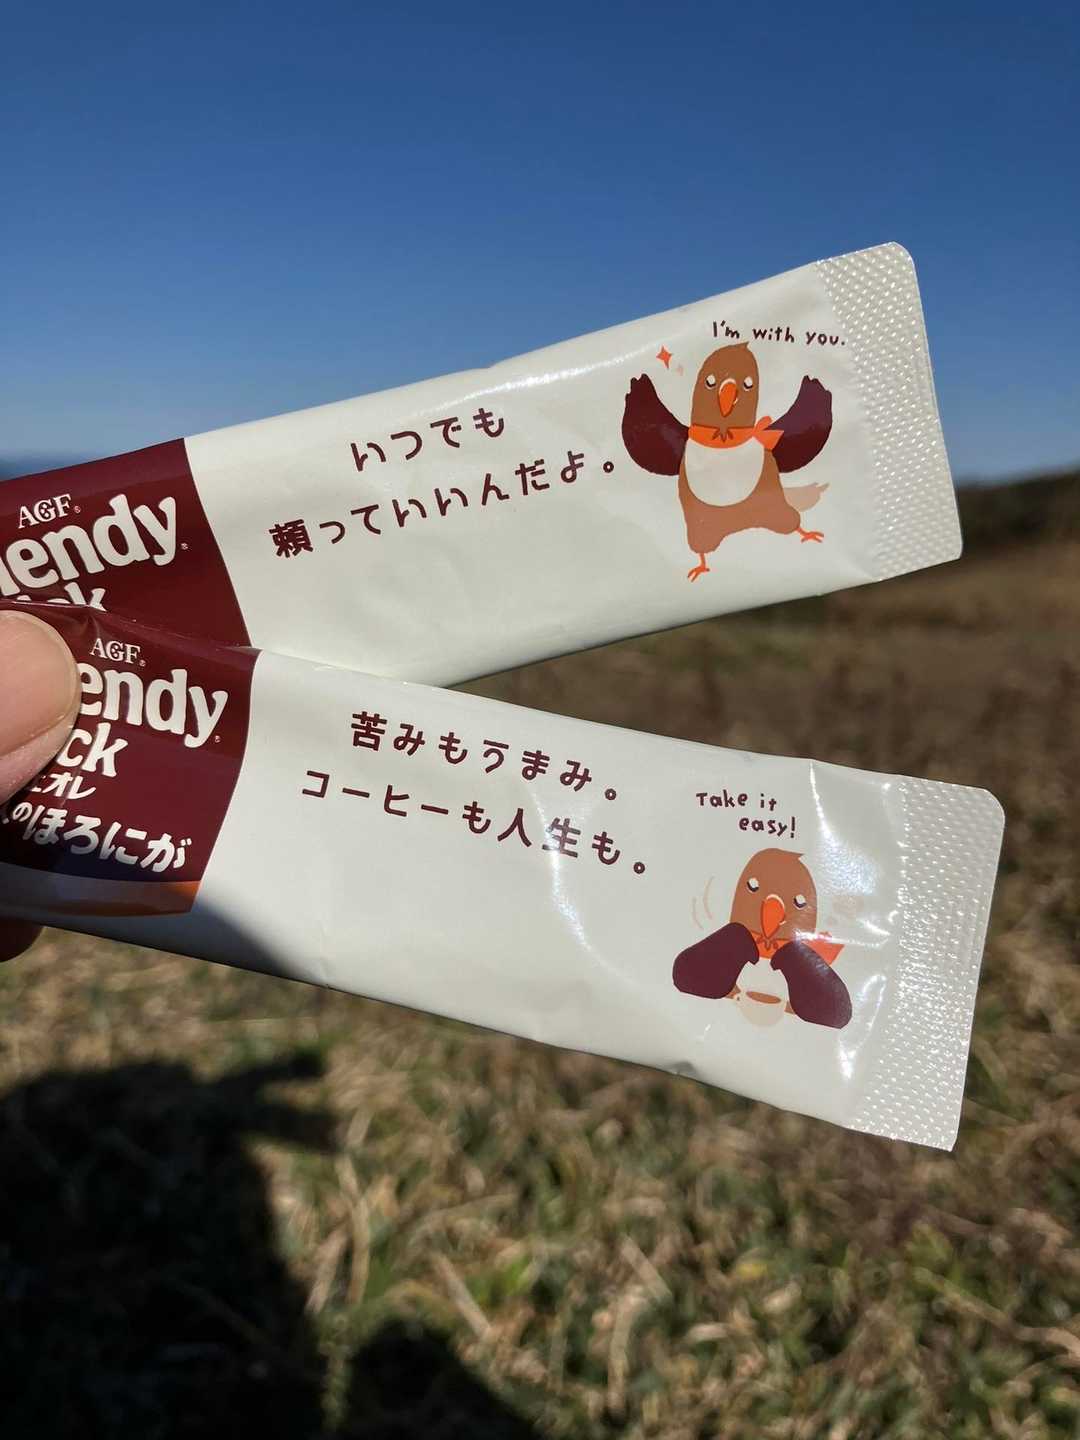 I'm with you.
いつでも
頼っていいんだよ。
AGF®
lendy®
AGF®
endy®
ck
オレ
のほろにが
苦みもうまみ。
コーヒーも人生も。
Take it
easy!